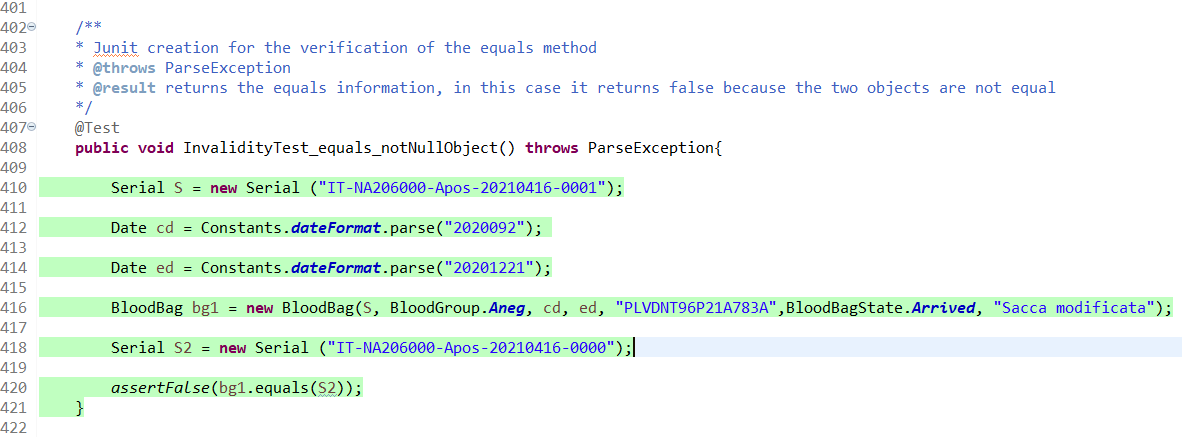 401
402 /**
403 * Junit creation for the verification of the equals method
404 * @throws ParseException
405 * @result returns the equals information, in this case it returns false because the two objects are not equal
406 */
407 @Test
408 public void InvalidityTest_equals_notNullObject() throws ParseException{
409
410 Serial S = new Serial ("IT-NA206000-Apos-20210416-0001");
411
412 Date cd = Constants.dateFormat.parse("2020092");
413
414 Date ed = Constants.dateFormat.parse("20201221");
415
416 BloodBag bg1 = new BloodBag(S, BloodGroup.Aneg, cd, ed, "PLVDNT96P21A783A",BloodBagState.Arrived, "Sacca modificata");
417
418 Serial S2 = new Serial ("IT-NA206000-Apos-20210416-0000");
419
420 assertFalse(bg1.equals(S2));
421 }
422